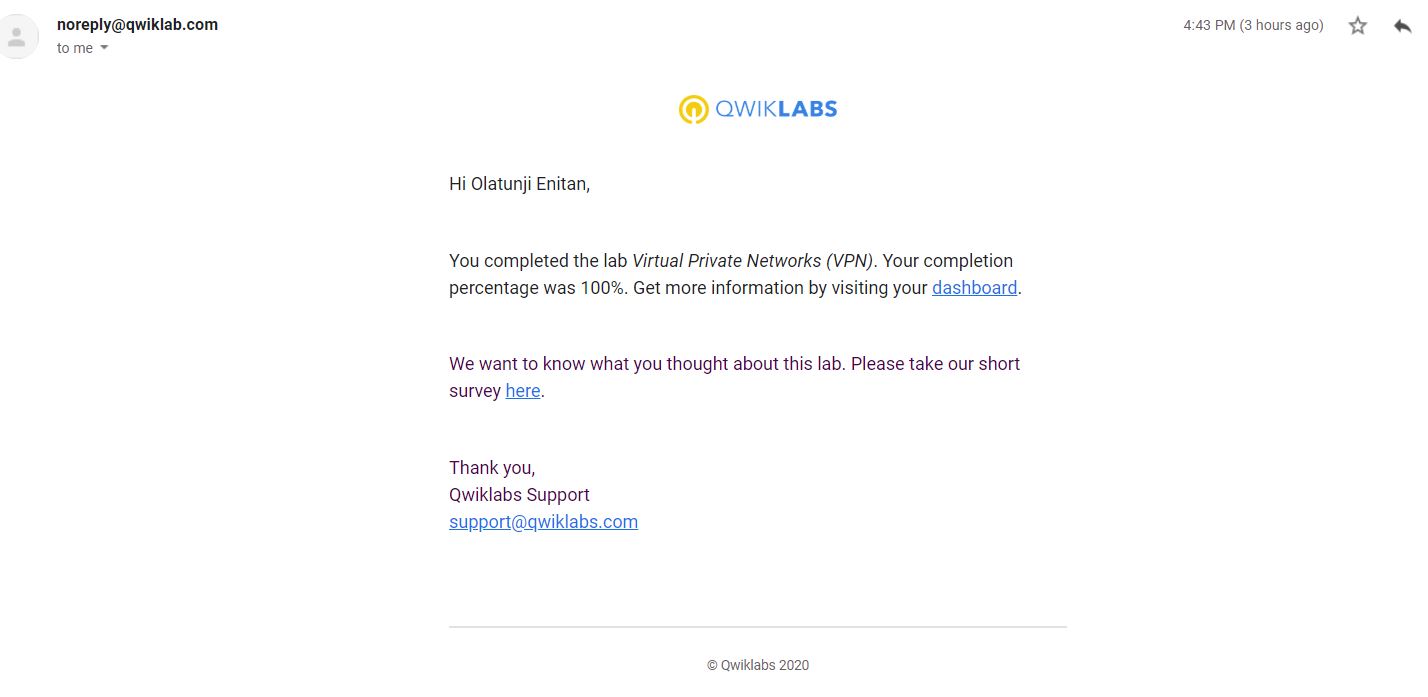 noreply@qwiklab.com
4:43 PM (3 hours ago)
to me
QWIKLABS
Hi Olatunji Enitan,
You completed the lab Virtual Private Networks (VPN). Your completion
percentage was 100%. Get more information by visiting your dashboard.
We want to know what you thought about this lab. Please take our short
survey here.
Thank you,
Qwiklabs Support
support@qwiklabs.com
© Qwiklabs 2020